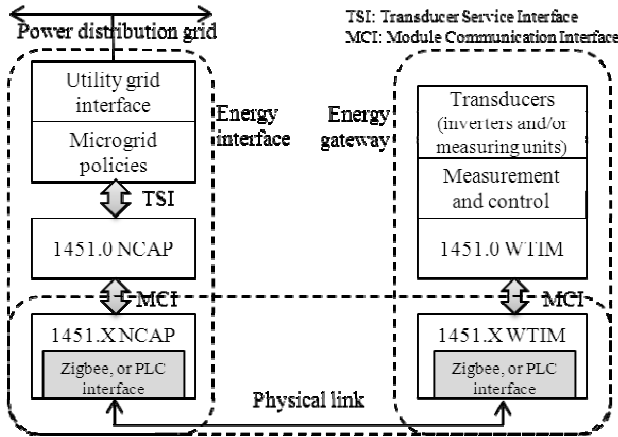 Power distribution grid
TSI: Transducer Service Interface
MCI: Module Communication Interface
Utility grid
interface
Microgrid
policies
Energy
interface
TSI
1451.0 NCAP
MCI
1451.X NCAP
Zigbee, or PLC
interface
Energy
gateway
Transducers
(inverters and/or
measuring units)
Measurement
and control
1451.0 WTIM
MCI
1451.X WTIM
Zigbee, or PLC
interface
Physical link